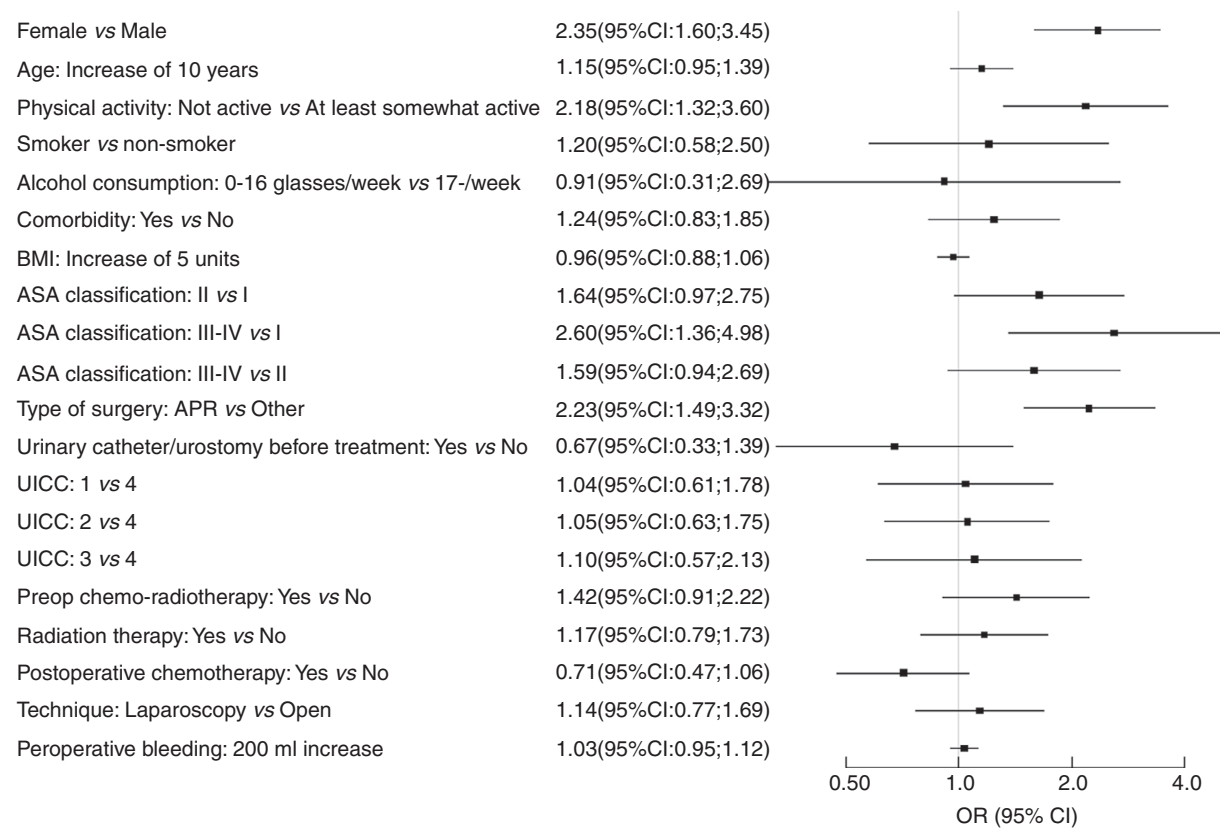 Female vs Male 2.35(95%CI:1.60;3.45)
Age: Increase of 10 years 1.15(95%CI:0.95;1.39)
Physical activity: Not active vs At least somewhat active 2.18(95%CI:1.32;3.60)
Smoker vs non-smoker 1.20(95%CI:0.58;2.50)
Alcohol consumption: 0-16 glasses/week vs 17-/week 0.91(95%CI:0.31;2.69)
Comorbidity: Yes vs No 1.24(95%CI:0.83;1.85)
BMI: Increase of 5 units 0.96(95%CI:0.88;1.06)
ASA classification: II vs I 1.64(95%CI:0.97;2.75)
ASA classification: III-IV vs I 2.60(95%CI:1.36;4.98)
ASA classification: III-IV vs II 1.59(95%CI:0.94;2.69)
Type of surgery: APR vs Other 2.23(95%CI:1.49;3.32)
Urinary catheter/urostomy before treatment: Yes vs No 0.67(95%CI:0.33;1.39)
UICC: 1 vs 4 1.04(95%CI:0.61;1.78)
UICC: 2 vs 4 1.05(95%CI:0.63;1.75)
UICC: 3 vs 4 1.10(95%CI:0.57;2.13)
Preop chemo-radiotherapy: Yes vs No 1.42(95%CI:0.91;2.22)
Radiation therapy: Yes vs No 1.17(95%CI:0.79;1.73)
Postoperative chemotherapy: Yes vs No 0.71(95%CI:0.47;1.06)
Technique: Laparoscopy vs Open 1.14(95%CI:0.77;1.69)
Peroperative bleeding: 200 ml increase 1.03(95%CI:0.95;1.12)
0.50 1.0 2.0 4.0
OR (95% CI)